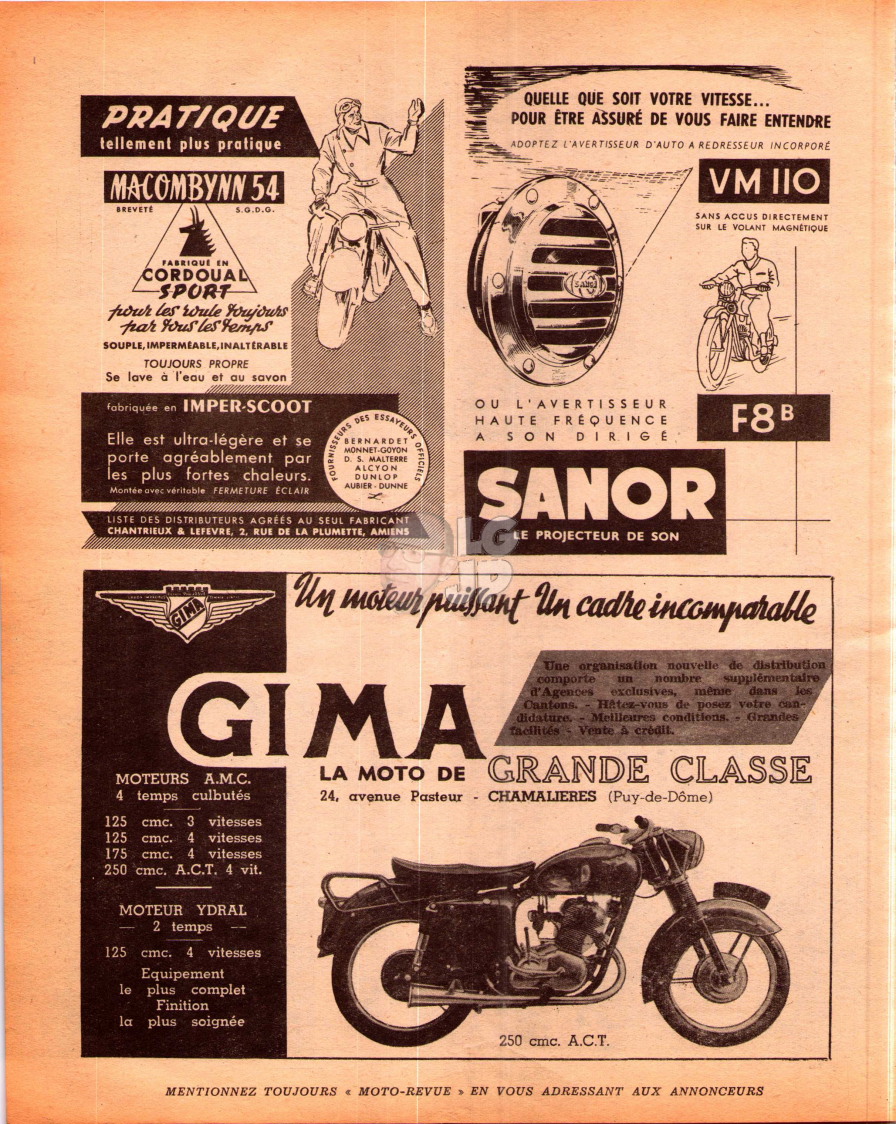 PRATIQUE
tellement plus pratique
MACOMBYNN 54
BREVETÉ S.G.D.G.
FABRIQUÉ EN
CORDOUAL
SPORT
pour les roule toujours
par tous les temps
SOUPLE, IMPERMÉABLE, INALTÉRABLE
TOUJOURS PROPRE
Se lave à l'eau et au savon
fabriquée en IMPER-SCOOT
Elle est ultra-légère et se
porte agréablement par
les plus fortes chaleurs.
Montée avec véritable FERMETURE ÉCLAIR
FOURNISSEURS DES ESSAYEURS OFFICIELS
BERNARDET
MONNET-GOYON
D. S. MALTERRE
ALCYON
DUNLOP
AUBIER-DUNNE
LISTE DES DISTRIBUTEURS AGRÉÉS AU SEUL FABRICANT
CHANTRIEUX & LEFEVRE, 2, RUE DE LA PLUMETTE, AMIENS
QUELLE QUE SOIT VOTRE VITESSE...
POUR ÊTRE ASSURÉ DE VOUS FAIRE ENTENDRE
ADOPTEZ L'AVERTISSEUR D'AUTO A REDRESSEUR INCORPORÉ
VM 110
SANS ACCUS DIRECTEMENT
SUR LE VOLANT MAGNÉTIQUE
SANOR
OU L'AVERTISSEUR
HAUTE FRÉQUENCE
A SON DIRIGÉ
F8B
SANOR
LE PROJECTEUR DE SON
LG
JD
GIMA
Un moteur puissant Un cadre incomparable
Une organisation nouvelle de distribution
comporte un nombre supplémentaire
d'Agences exclusives, même dans les
Cantons. - Hâtez-vous de posez votre can-
didature. - Meilleures conditions. - Grandes
facilités - Vente à crédit.
GIMA
LA MOTO DE GRANDE CLASSE
24, avenue Pasteur - CHAMALIERES (Puy-de-Dôme)
MOTEURS A.M.C.
4 temps culbutés
125 cmc. 3 vitesses
125 cmc. 4 vitesses
175 cmc. 4 vitesses
250 cmc. A.C.T. 4 vit.
MOTEUR YDRAL
— 2 temps —
125 cmc. 4 vitesses
Equipement
le plus complet
Finition
la plus soignée
250 cmc. A.C.T.
MENTIONNEZ TOUJOURS « MOTO-REVUE » EN VOUS ADRESSANT AUX ANNONCEURS